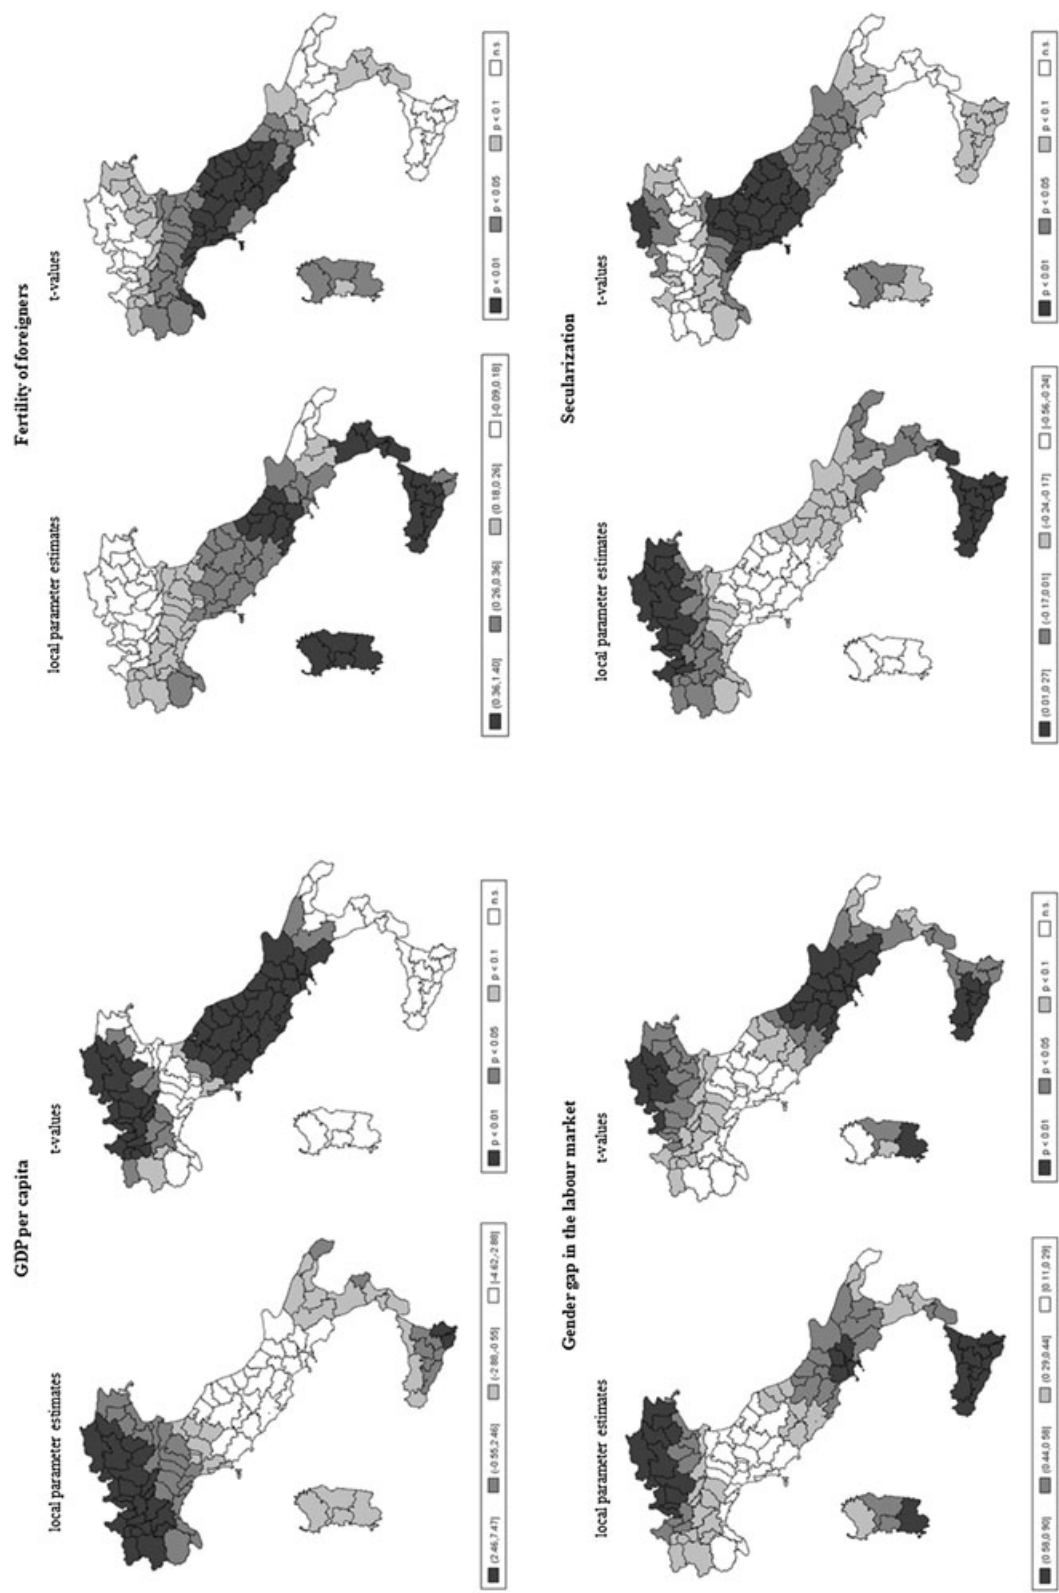 GDP per capita
local parameter estimates
t-values
(2.46,7.47] (-0.55,2.46] (-2.88,-0.55] [-4.62,-2.88]
p < 0.01 p < 0.05 p < 0.1 n.s.
Fertility of foreigners
local parameter estimates
t-values
(0.36,1.40] (0.26,0.36] (0.18,0.26] [-0.09,0.18]
p < 0.01 p < 0.05 p < 0.1 n.s.
Gender gap in the labour market
local parameter estimates
t-values
(0.58,0.90] (0.44,0.58] (0.29,0.44] [0.11,0.29]
p < 0.01 p < 0.05 p < 0.1 n.s.
Secularization
local parameter estimates
t-values
(0.01,0.27] (-0.17,0.01] (-0.24,-0.17] [-0.56,-0.24]
p < 0.01 p < 0.05 p < 0.1 n.s.